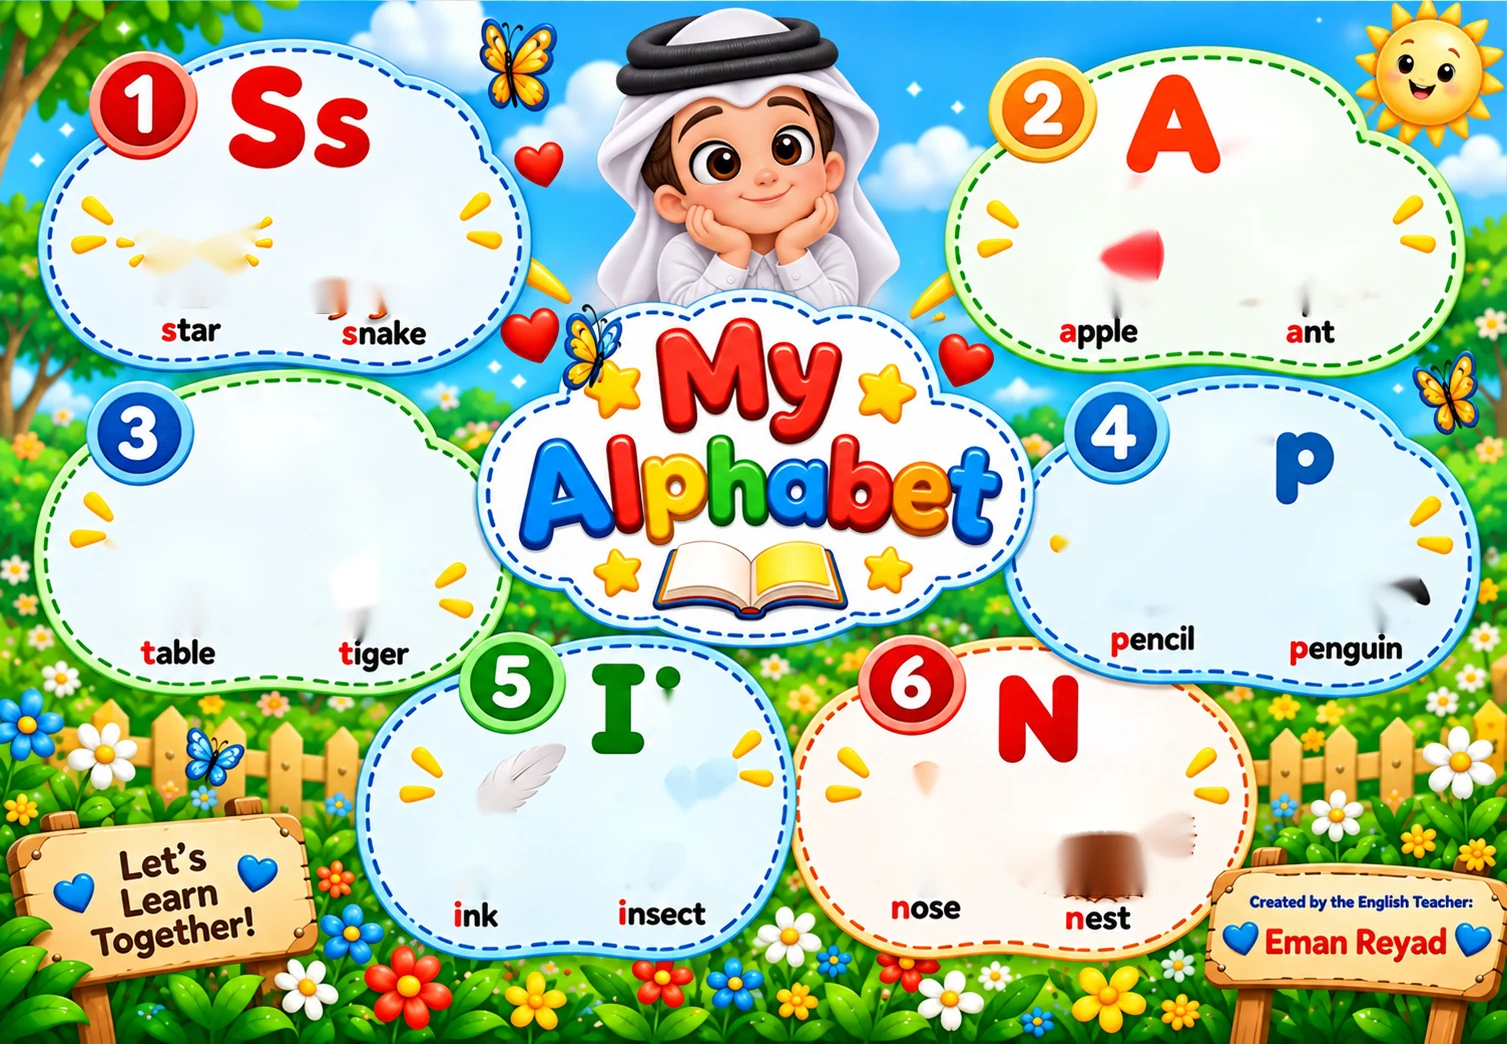 1
Ss
star
snake
2
A
apple
ant
My
Alphabet
3
table
tiger
4
p
pencil
penguin
5
I
ink
insect
6
N
nose
nest
Let's
Learn
Together!
Created by the English Teacher:
Eman Reyad